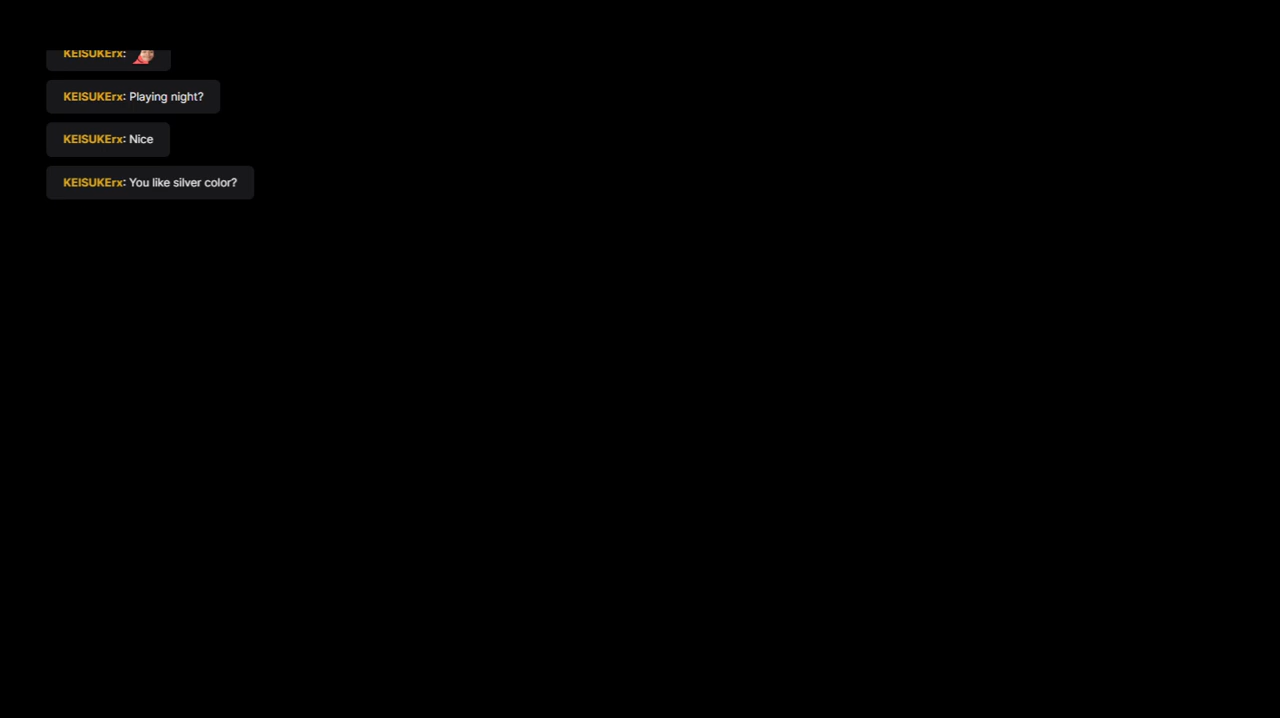 KEISUKErx:
KEISUKErx: Playing night?
KEISUKErx: Nice
KEISUKErx: You like silver color?